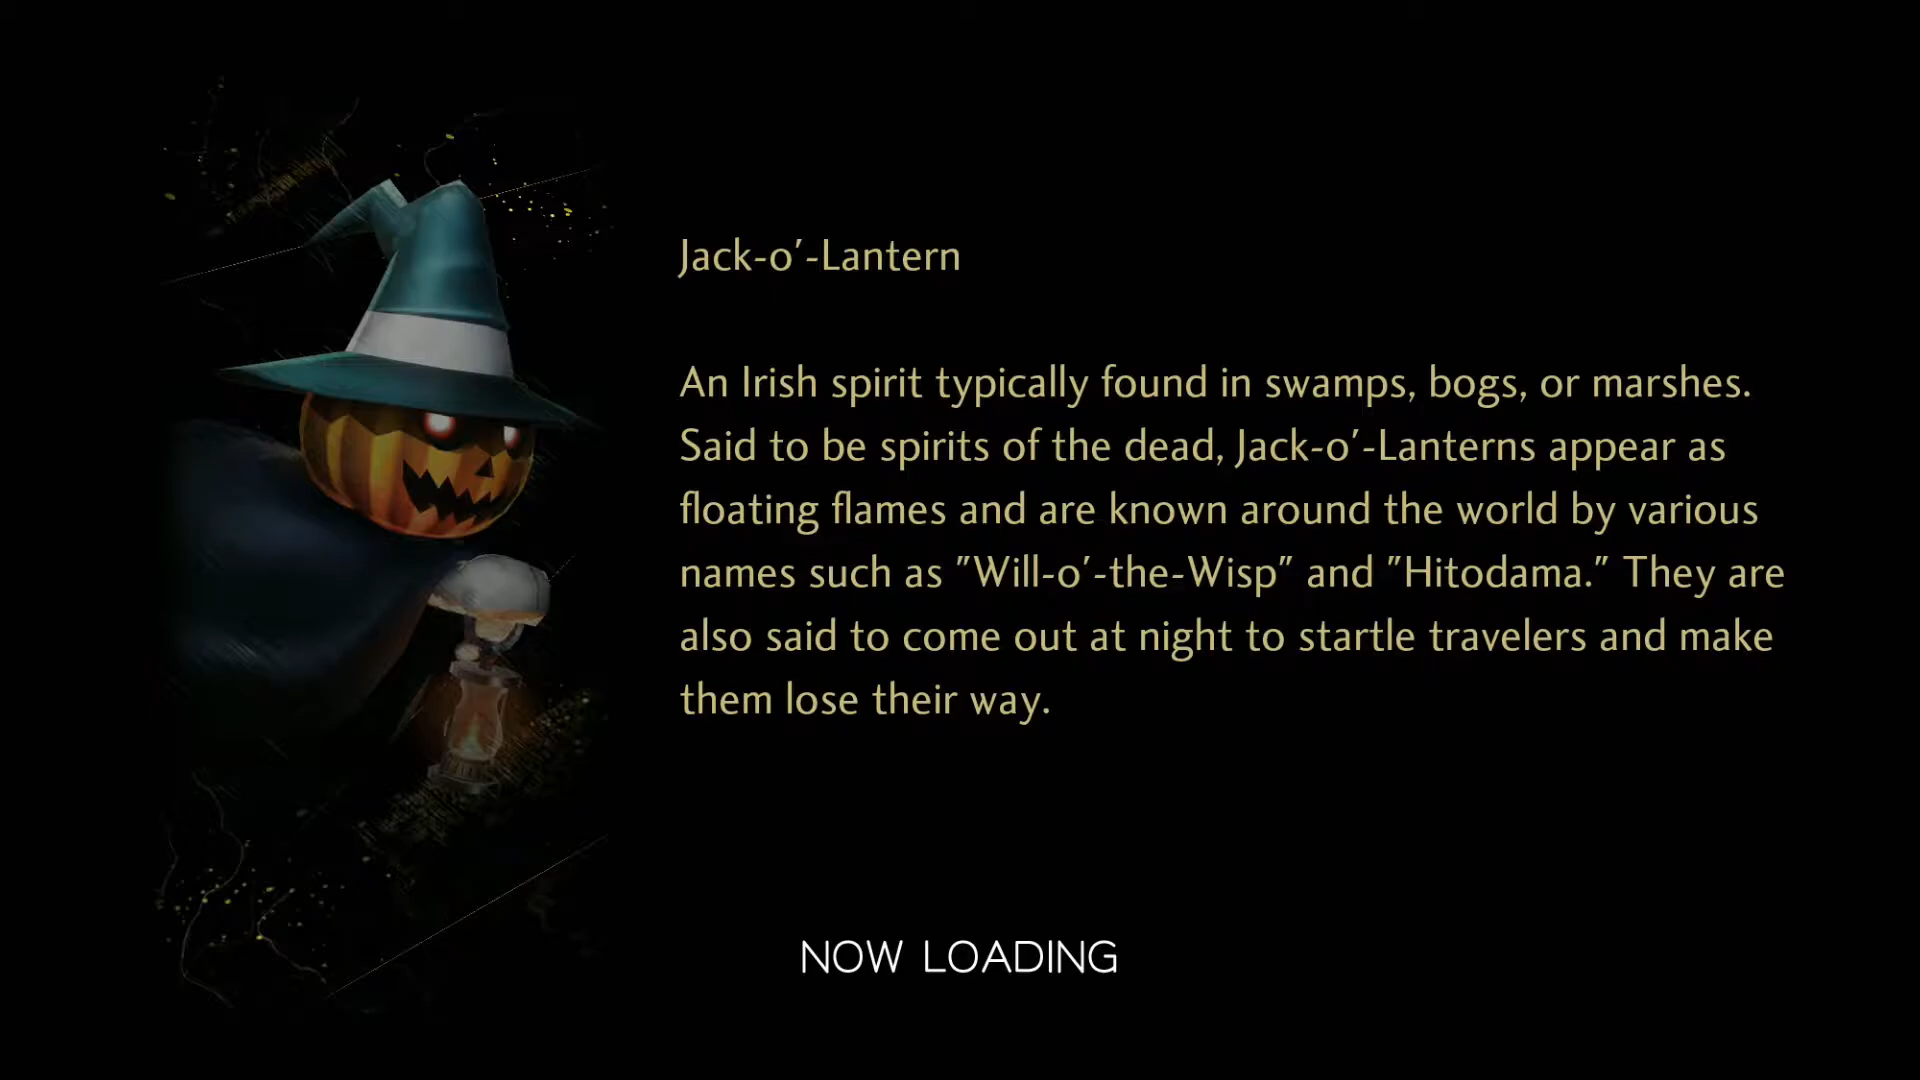 Jack-o'-Lantern
An Irish spirit typically found in swamps, bogs, or marshes.
Said to be spirits of the dead, Jack-o'-Lanterns appear as
floating flames and are known around the world by various
names such as "Will-o'-the-Wisp" and "Hitodama." They are
also said to come out at night to startle travelers and make
them lose their way.
NOW LOADING